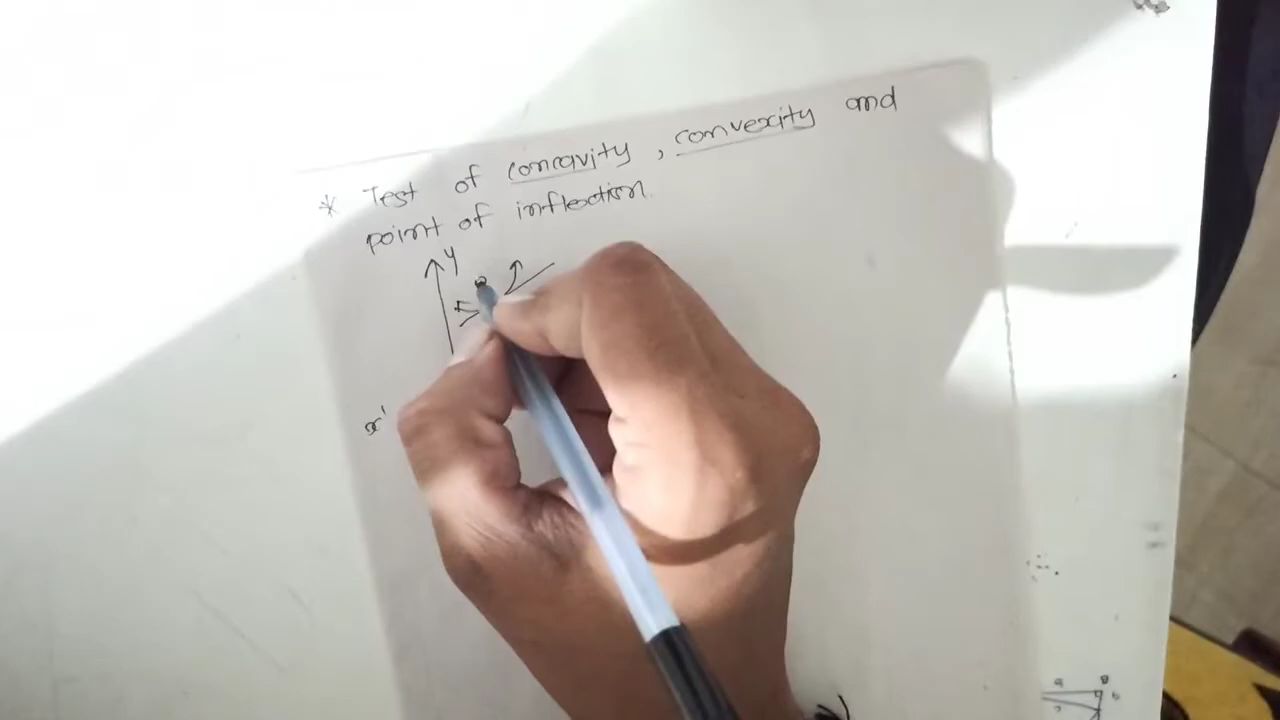 * Test of concavity, convexity and
point of inflection.
y
x'